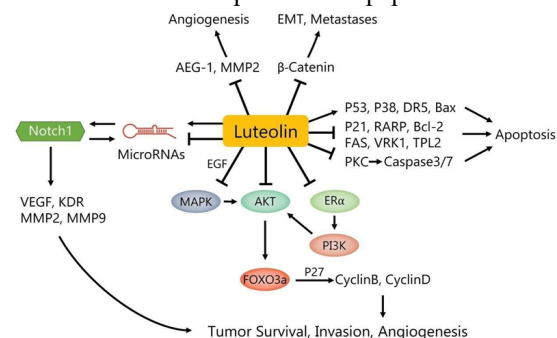 Angiogenesis
EMT, Metastases
AEG-1, MMP2
β-Catenin
P53, P38, DR5, Bax
Notch1
Luteolin
P21, RARP, Bcl-2
Apoptosis
MicroRNAs
FAS, VRK1, TPL2
EGF
PKC
Caspase3/7
VEGF, KDR
MMP2, MMP9
MAPK
AKT
ERα
PI3K
FOXO3a
P27
CyclinB, CyclinD
Tumor Survival, Invasion, Angiogenesis